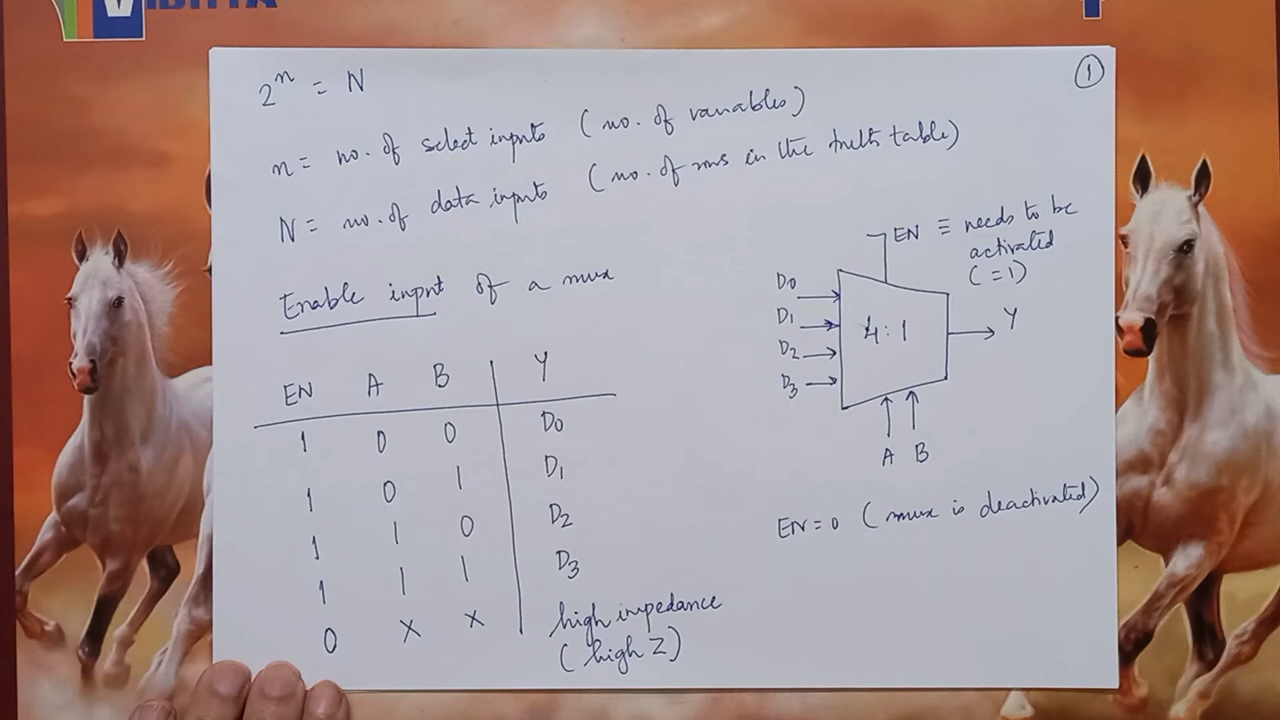 ①
2ⁿ = N
n = no. of select inputs (no. of variables)
N = no. of data inputs (no. of rows in the truth table)
Enable input of a mux
EN A B Y
1 0 0 D0
1 0 1 D1
1 1 0 D2
1 1 1 D3
0 X X high impedance
(high Z)
EN ≡ needs to be
activated
(=1)
D0
D1
D2
D3
4:1
Y
A B
EN=0 (mux is deactivated)